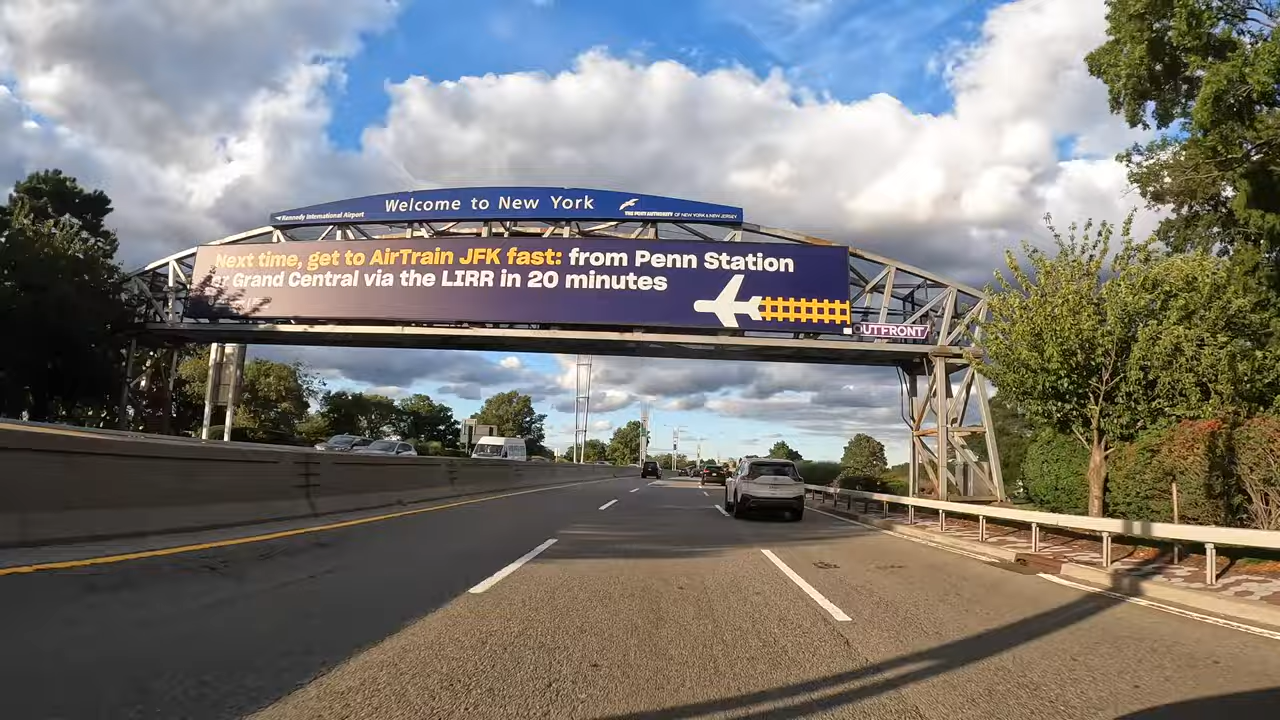 Welcome to New York
Kennedy International Airport
THE PORT AUTHORITY OF NEW YORK & NEW JERSEY
Next time, get to AirTrain JFK fast: from Penn Station
or Grand Central via the LIRR in 20 minutes
OUTFRONT